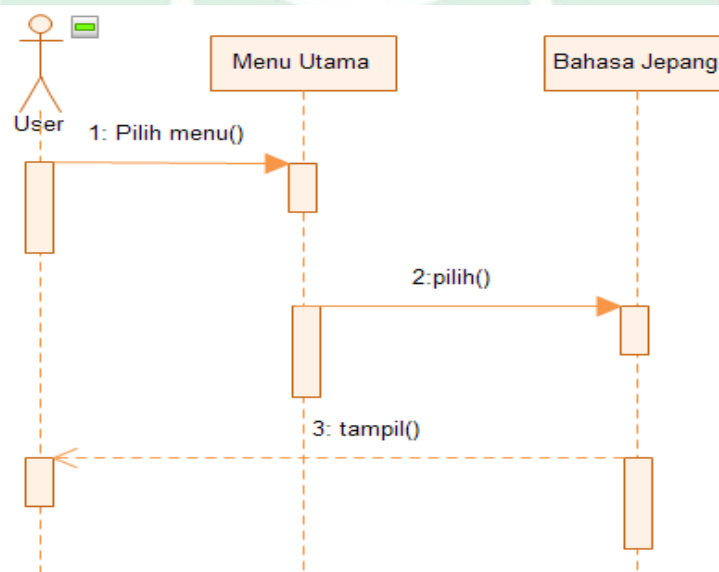 Menu Utama
Bahasa Jepang
User
1: Pilih menu()
2:pilih()
3: tampil()